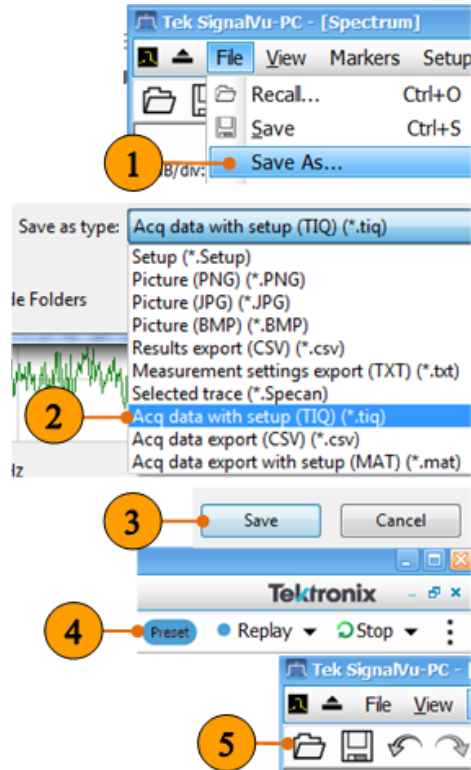 Tek SignalVu-PC - [Spectrum]
File View Markers Setup
Recall... Ctrl+O
Save Ctrl+S
1 Save As...
dB/div:
Save as type: Acq data with setup (TIQ) (*.tiq)
Setup (*.Setup)
Picture (PNG) (*.PNG)
le Folders
Picture (JPG) (*.JPG)
Picture (BMP) (*.BMP)
Results export (CSV) (*.csv)
Measurement settings export (TXT) (*.txt)
Selected trace (*.Specan)
2 Acq data with setup (TIQ) (*.tiq)
Acq data export (CSV) (*.csv)
Hz Acq data export with setup (MAT) (*.mat)
3 Save Cancel
Tektronix
4 Preset Replay Stop
Tek SignalVu-PC - [
File View
5